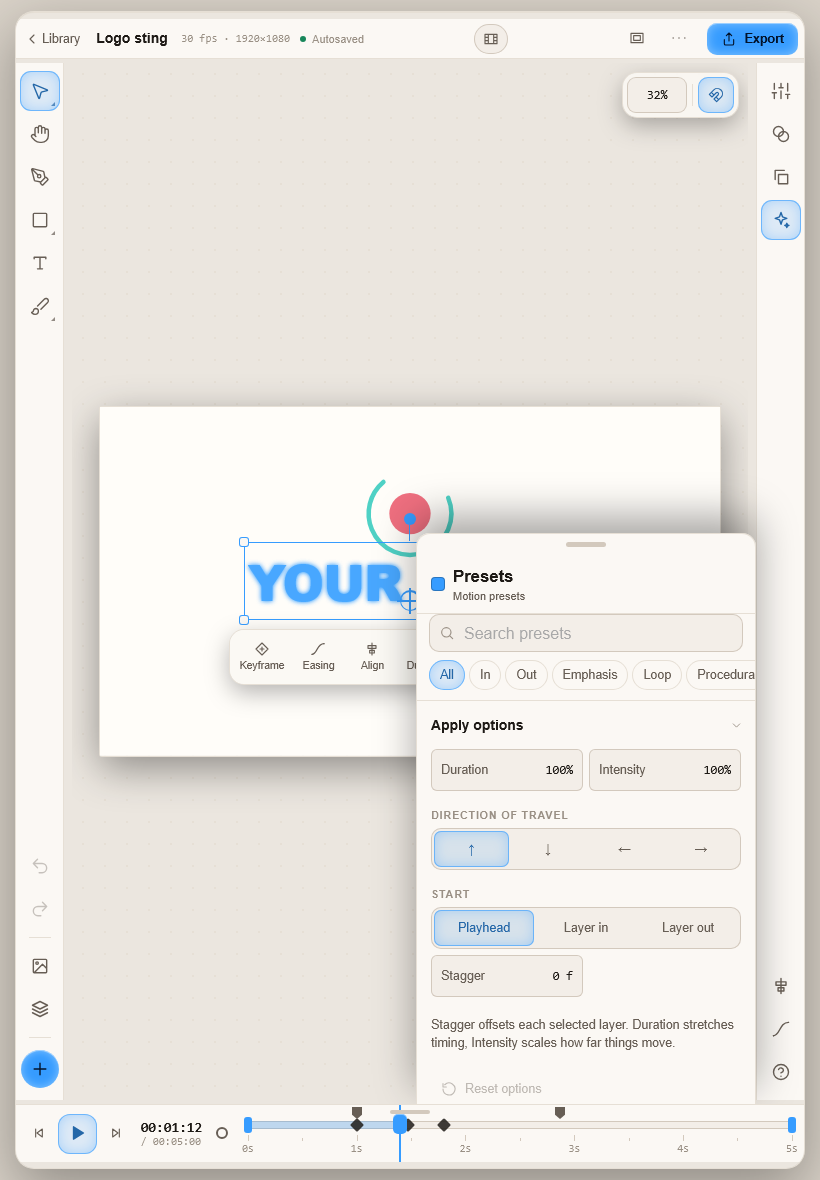 Library
Logo sting
30 fps · 1920×1080
Autosaved
Export
32%
YOUR
Keyframe
Easing
Align
Presets
Motion presets
Search presets
All
In
Out
Emphasis
Loop
Apply options
Duration 100%
Intensity 100%
DIRECTION OF TRAVEL
↑ ↓ ← →
START
Playhead
Layer in
Layer out
Stagger 0 f
Stagger offsets each selected layer. Duration stretches
timing, Intensity scales how far things move.
Reset options
00:01:12
/ 00:05:00
0s 1s 2s 3s 4s 5s